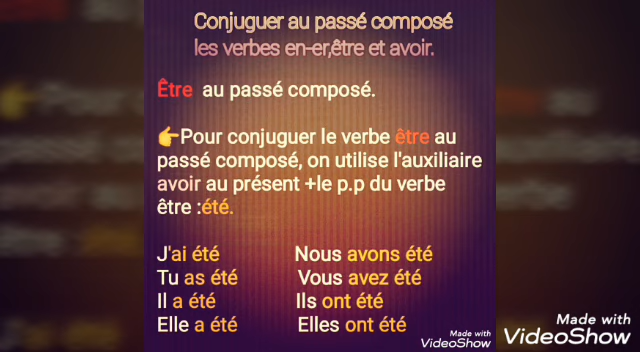 Conjuguer au passé composé
les verbes en-er,être et avoir.
Être au passé composé.
👉Pour conjuguer le verbe être au
passé composé, on utilise l'auxiliaire
avoir au présent +le p.p du verbe
être :été.
J'ai été Nous avons été
Tu as été Vous avez été
Il a été Ils ont été
Elle a été Elles ont été
Made with
VideoShow
Made with
VideoShow